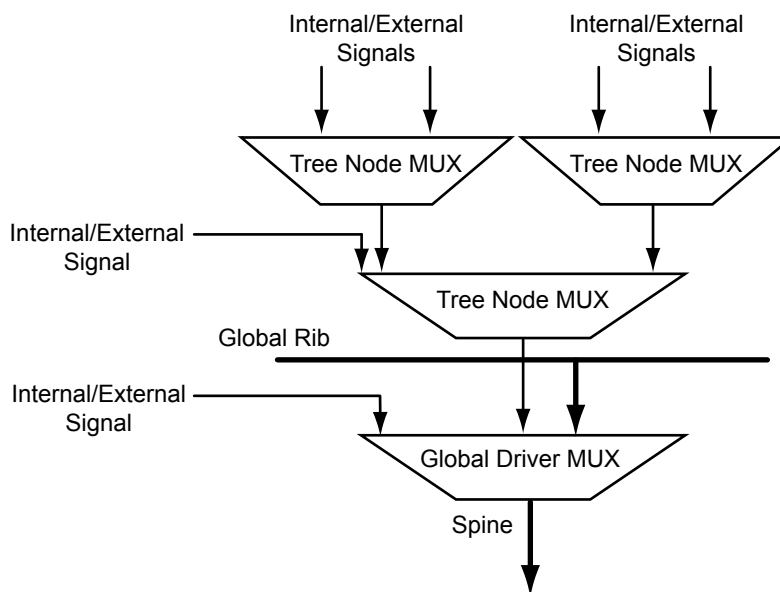 Internal/External
Signals
Internal/External
Signals
Tree Node MUX
Tree Node MUX
Internal/External
Signal
Tree Node MUX
Global Rib
Internal/External
Signal
Global Driver MUX
Spine